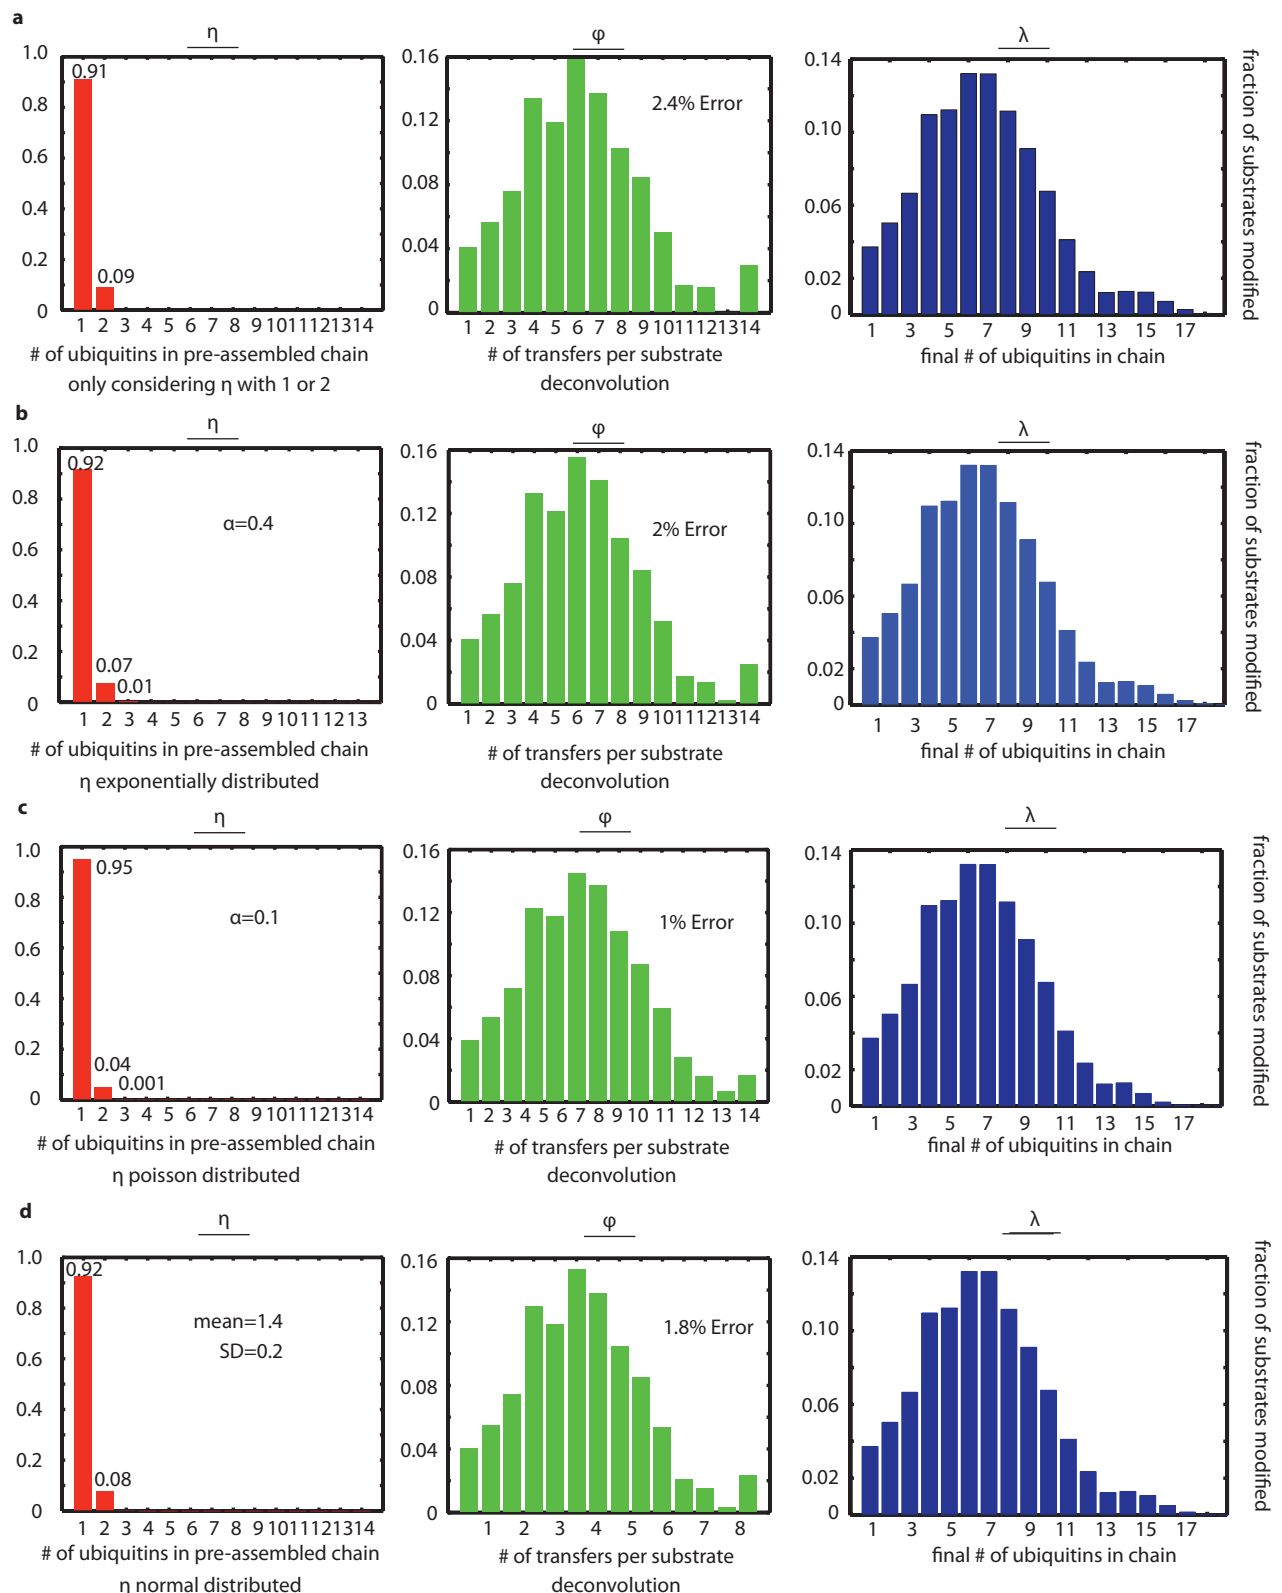 a
η
φ
λ
1.0
0.8
0.6
0.4
0.2
0
0.91
0.09
1 2 3 4 5 6 7 8 9 10 11 12 13 14
# of ubiquitins in pre-assembled chain
only considering η with 1 or 2
0.16
0.12
0.08
0.04
0
2.4% Error
1 2 3 4 5 6 7 8 9 10 11 12 13 14
# of transfers per substrate
deconvolution
0.14
0.10
0.06
0.02
0
1 3 5 7 9 11 13 15 17
final # of ubiquitins in chain
fraction of substrates modified
b
η
φ
λ
1.0
0.8
0.6
0.4
0.2
0
0.92
α=0.4
0.07
0.01
1 2 3 4 5 6 7 8 9 10 11 12 13
# of ubiquitins in pre-assembled chain
η exponentially distributed
0.16
0.12
0.08
0.04
0
2% Error
1 2 3 4 5 6 7 8 9 10 11 12 13 14
# of transfers per substrate
deconvolution
0.14
0.10
0.06
0.02
0
1 3 5 7 9 11 13 15 17
final # of ubiquitins in chain
fraction of substrates modified
c
η
φ
λ
1.0
0.8
0.6
0.4
0.2
0
0.95
α=0.1
0.04
0.001
1 2 3 4 5 6 7 8 9 10 11 12 13 14
# of ubiquitins in pre-assembled chain
η poisson distributed
0.16
0.12
0.08
0.04
0
1% Error
1 2 3 4 5 6 7 8 9 10 11 12 13 14
# of transfers per substrate
deconvolution
0.14
0.10
0.06
0.02
0
1 3 5 7 9 11 13 15 17
final # of ubiquitins in chain
fraction of substrates modified
d
η
φ
λ
1.0
0.8
0.6
0.4
0.2
0
0.92
mean=1.4
SD=0.2
0.08
1 2 3 4 5 6 7 8 9 10 11 12 13 14
# of ubiquitins in pre-assembled chain
η normal distributed
0.16
0.12
0.08
0.04
0
1.8% Error
1 2 3 4 5 6 7 8
# of transfers per substrate
deconvolution
0.14
0.10
0.06
0.02
0
1 3 5 7 9 11 13 15 17
final # of ubiquitins in chain
fraction of substrates modified